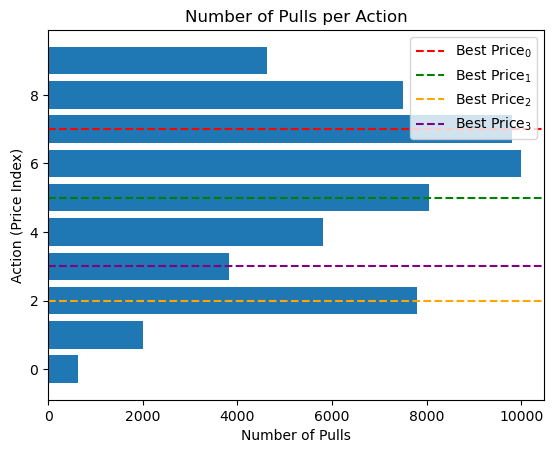 Number of Pulls per Action
Best Price₀
Best Price₁
Best Price₂
Best Price₃
Action (Price Index)
8
6
4
2
0
0 2000 4000 6000 8000 10000
Number of Pulls